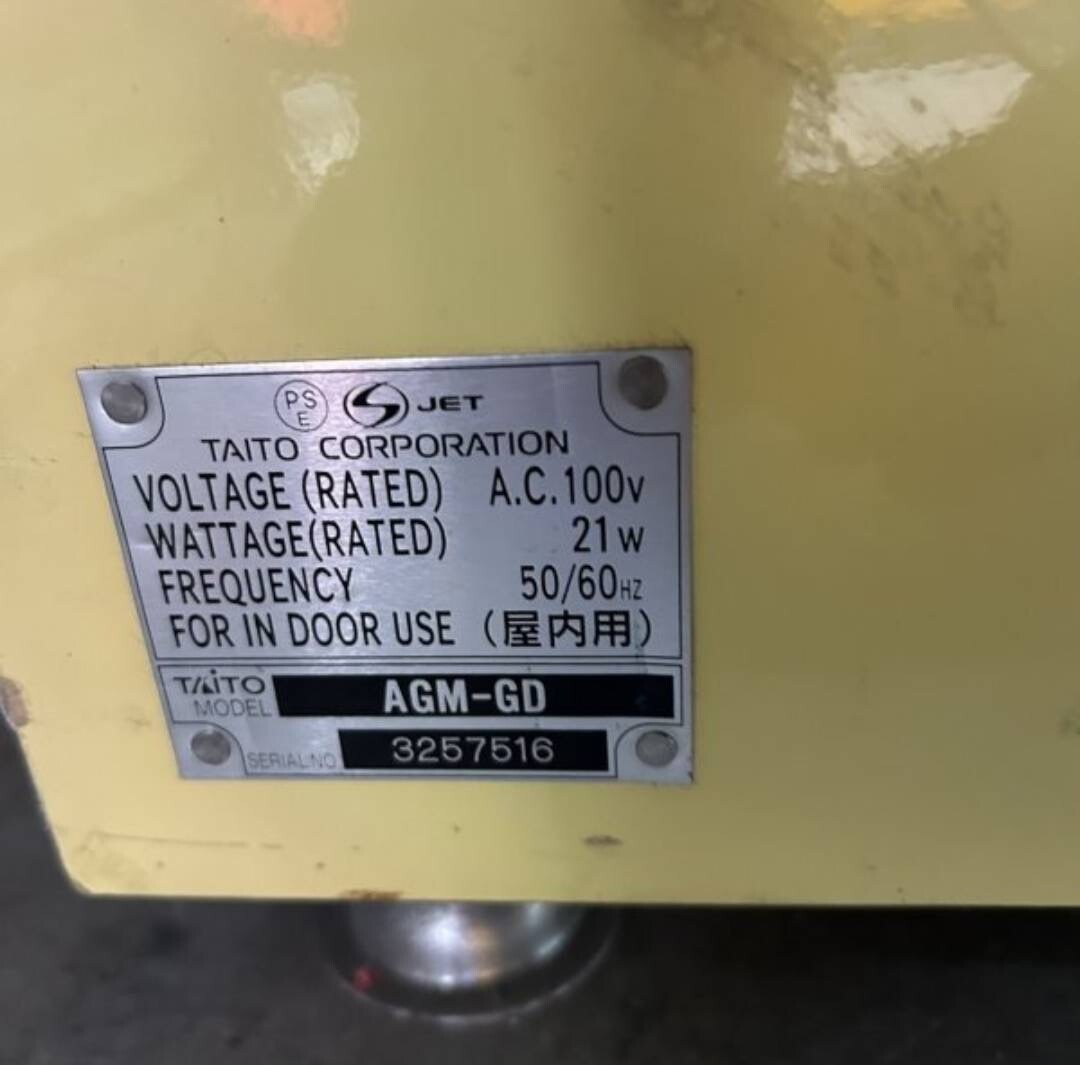 PS E JET
TAITO CORPORATION
VOLTAGE (RATED) A.C.100V
WATTAGE(RATED) 21W
FREQUENCY 50/60HZ
FOR IN DOOR USE (屋内用)
TAITO MODEL AGM-GD
SERIAL.NO 3257516